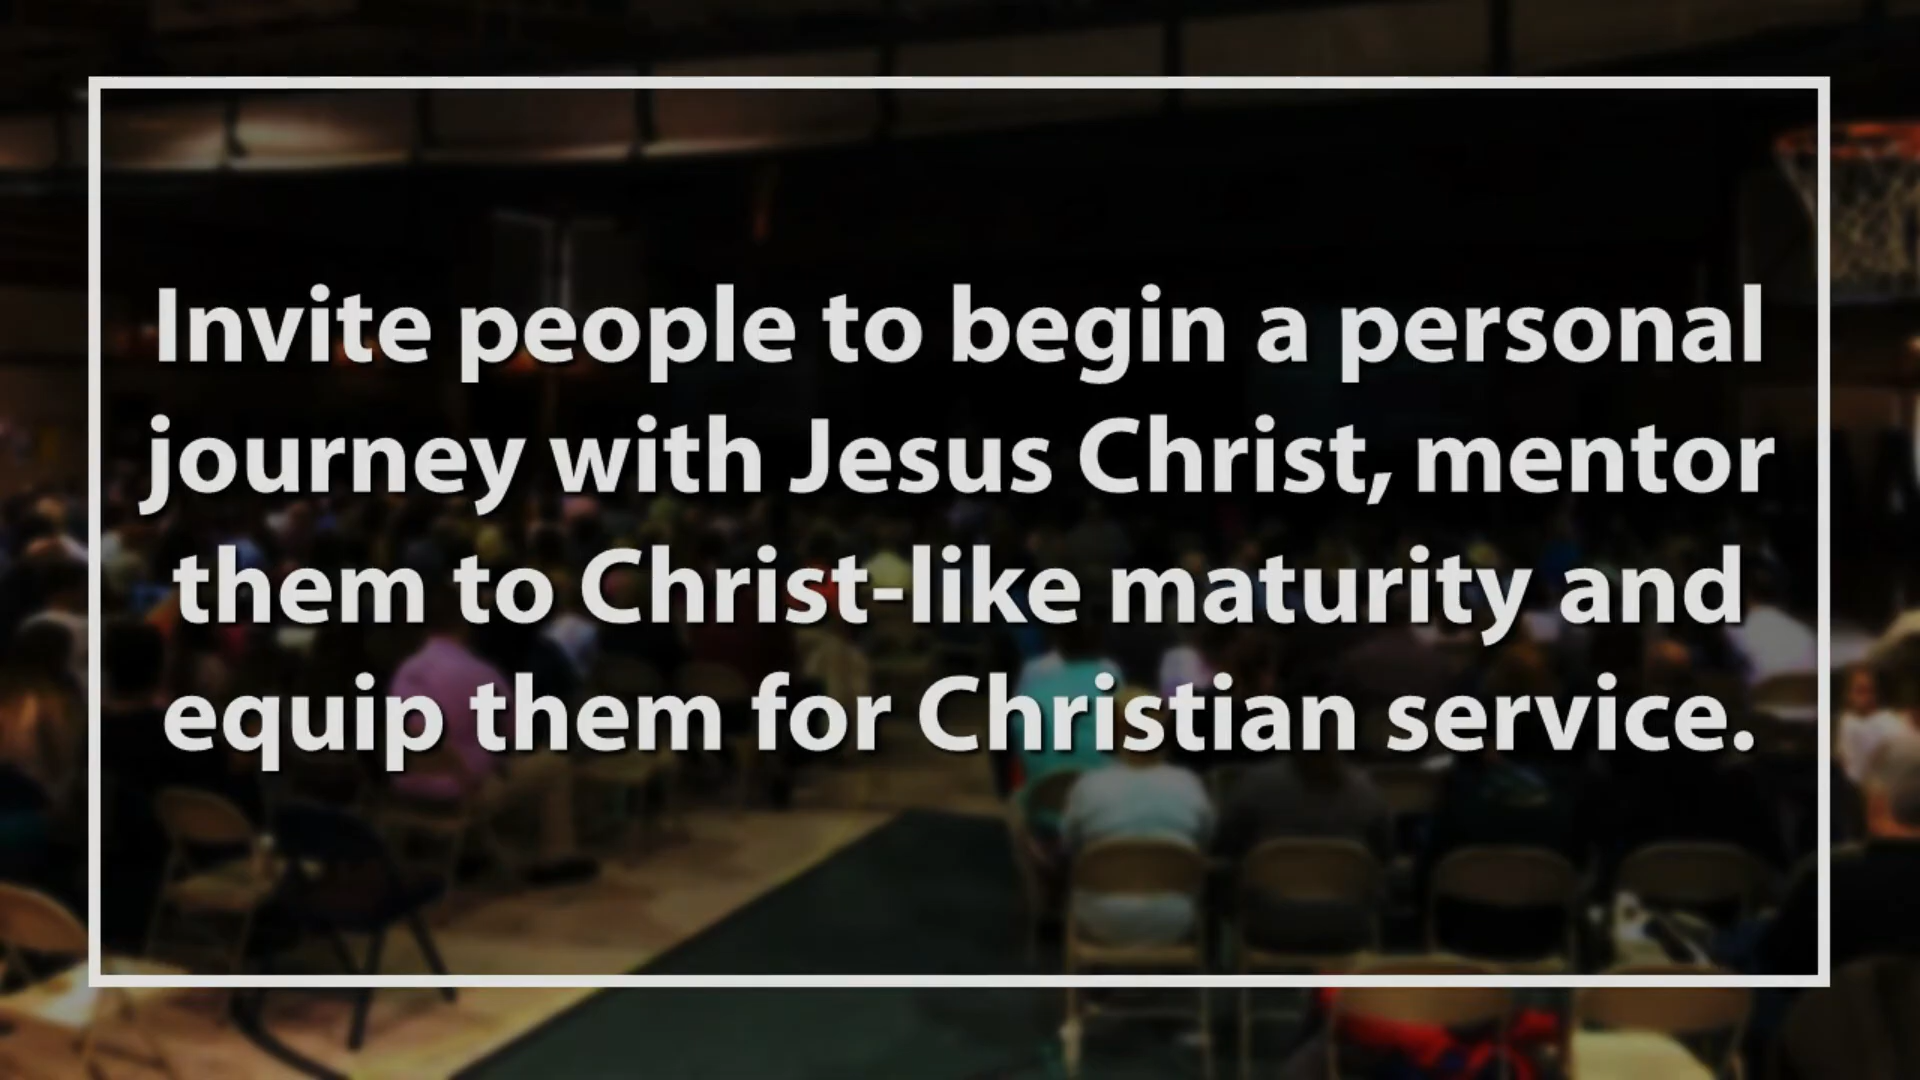 Invite people to begin a personal
journey with Jesus Christ, mentor
them to Christ-like maturity and
equip them for Christian service.